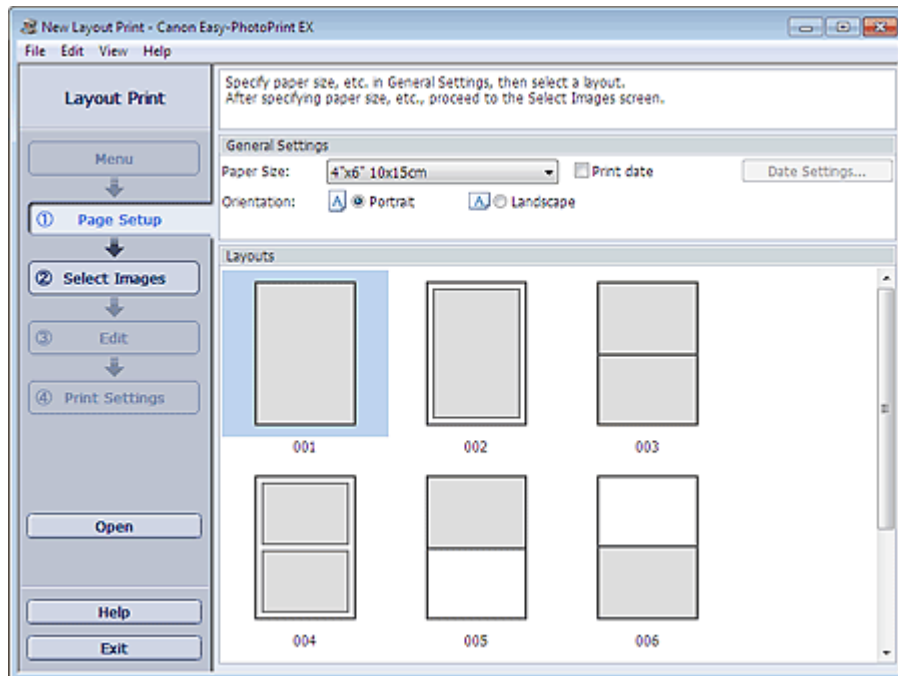 New Layout Print - Canon Easy-PhotoPrint EX
File Edit View Help
Layout Print
Specify paper size, etc. in General Settings, then select a layout.
After specifying paper size, etc., proceed to the Select Images screen.
Menu
① Page Setup
② Select Images
③ Edit
④ Print Settings
Open
Help
Exit
General Settings
Paper Size: 4"x6" 10x15cm Print date Date Settings...
Orientation: A Portrait A Landscape
Layouts
001 002 003
004 005 006